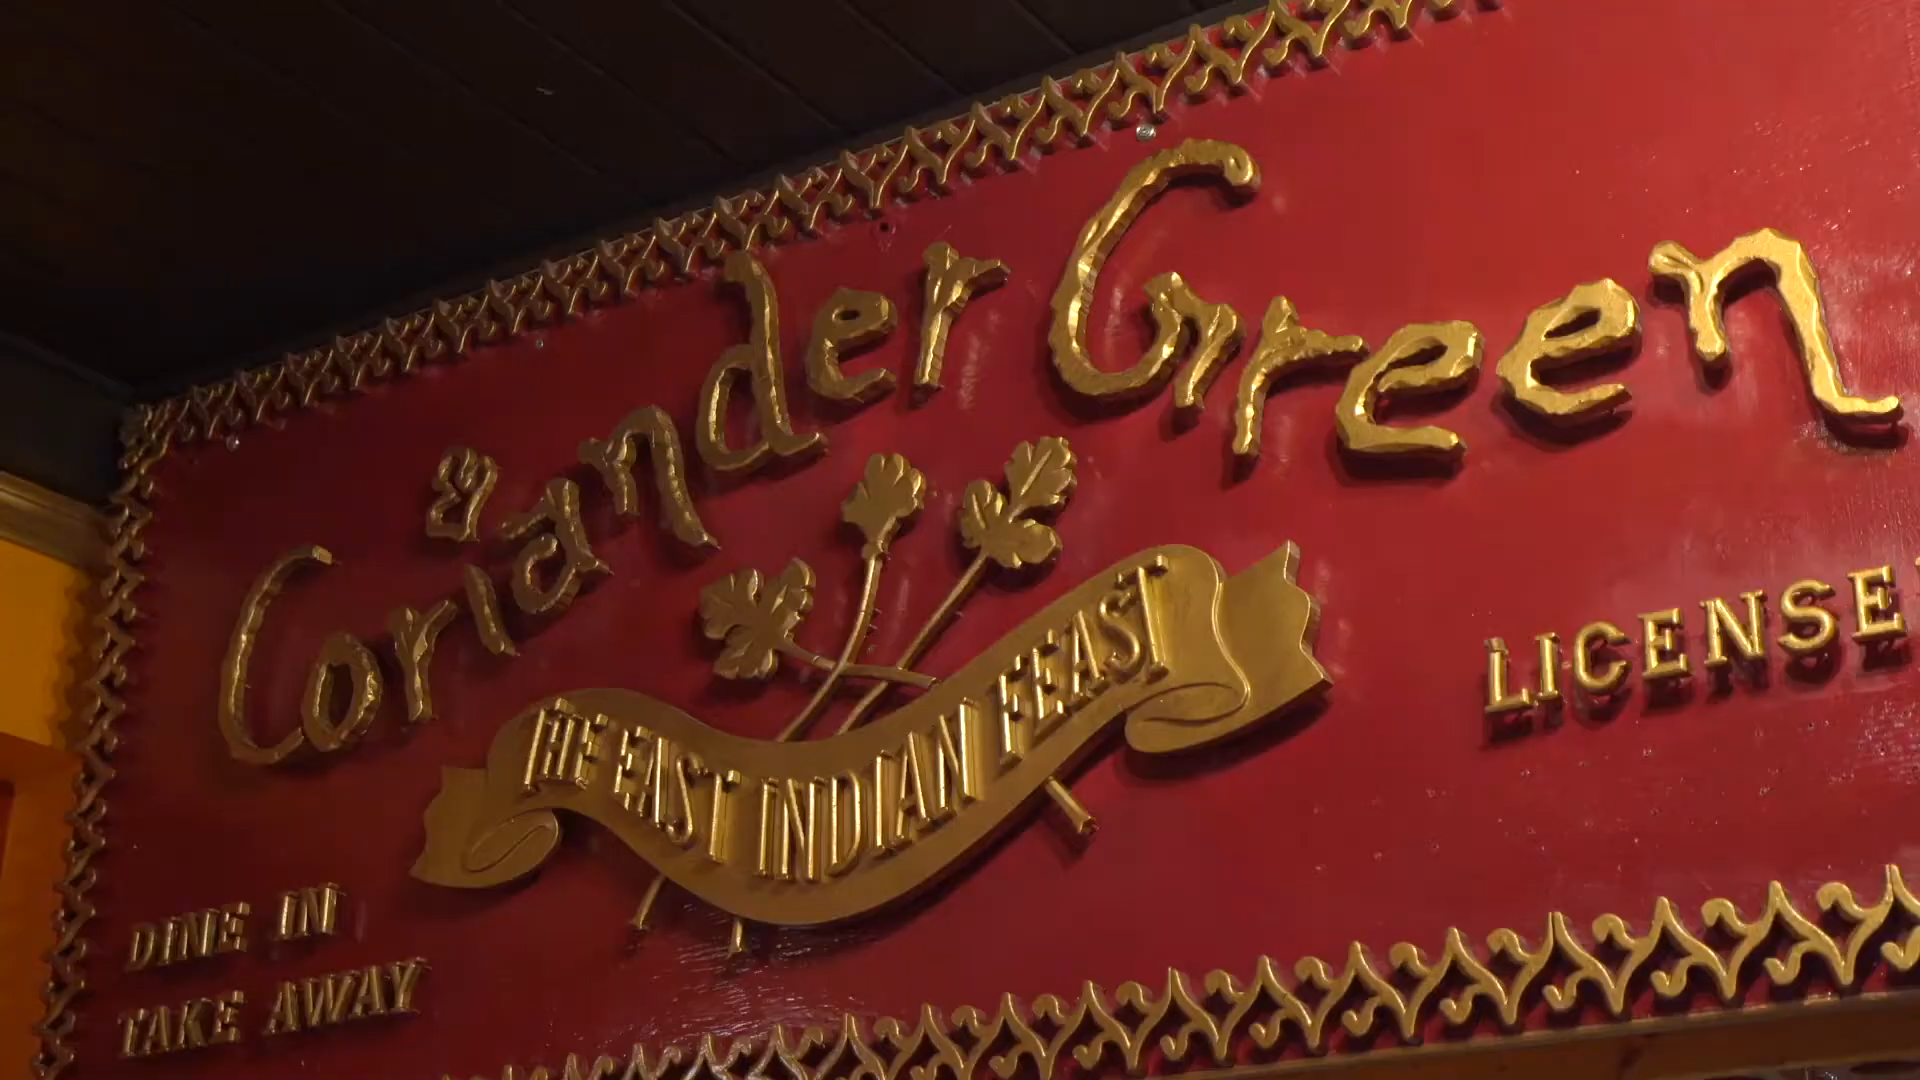 Coriander Green
THE EAST INDIAN FEAST
LICENSE
DINE IN
TAKE AWAY